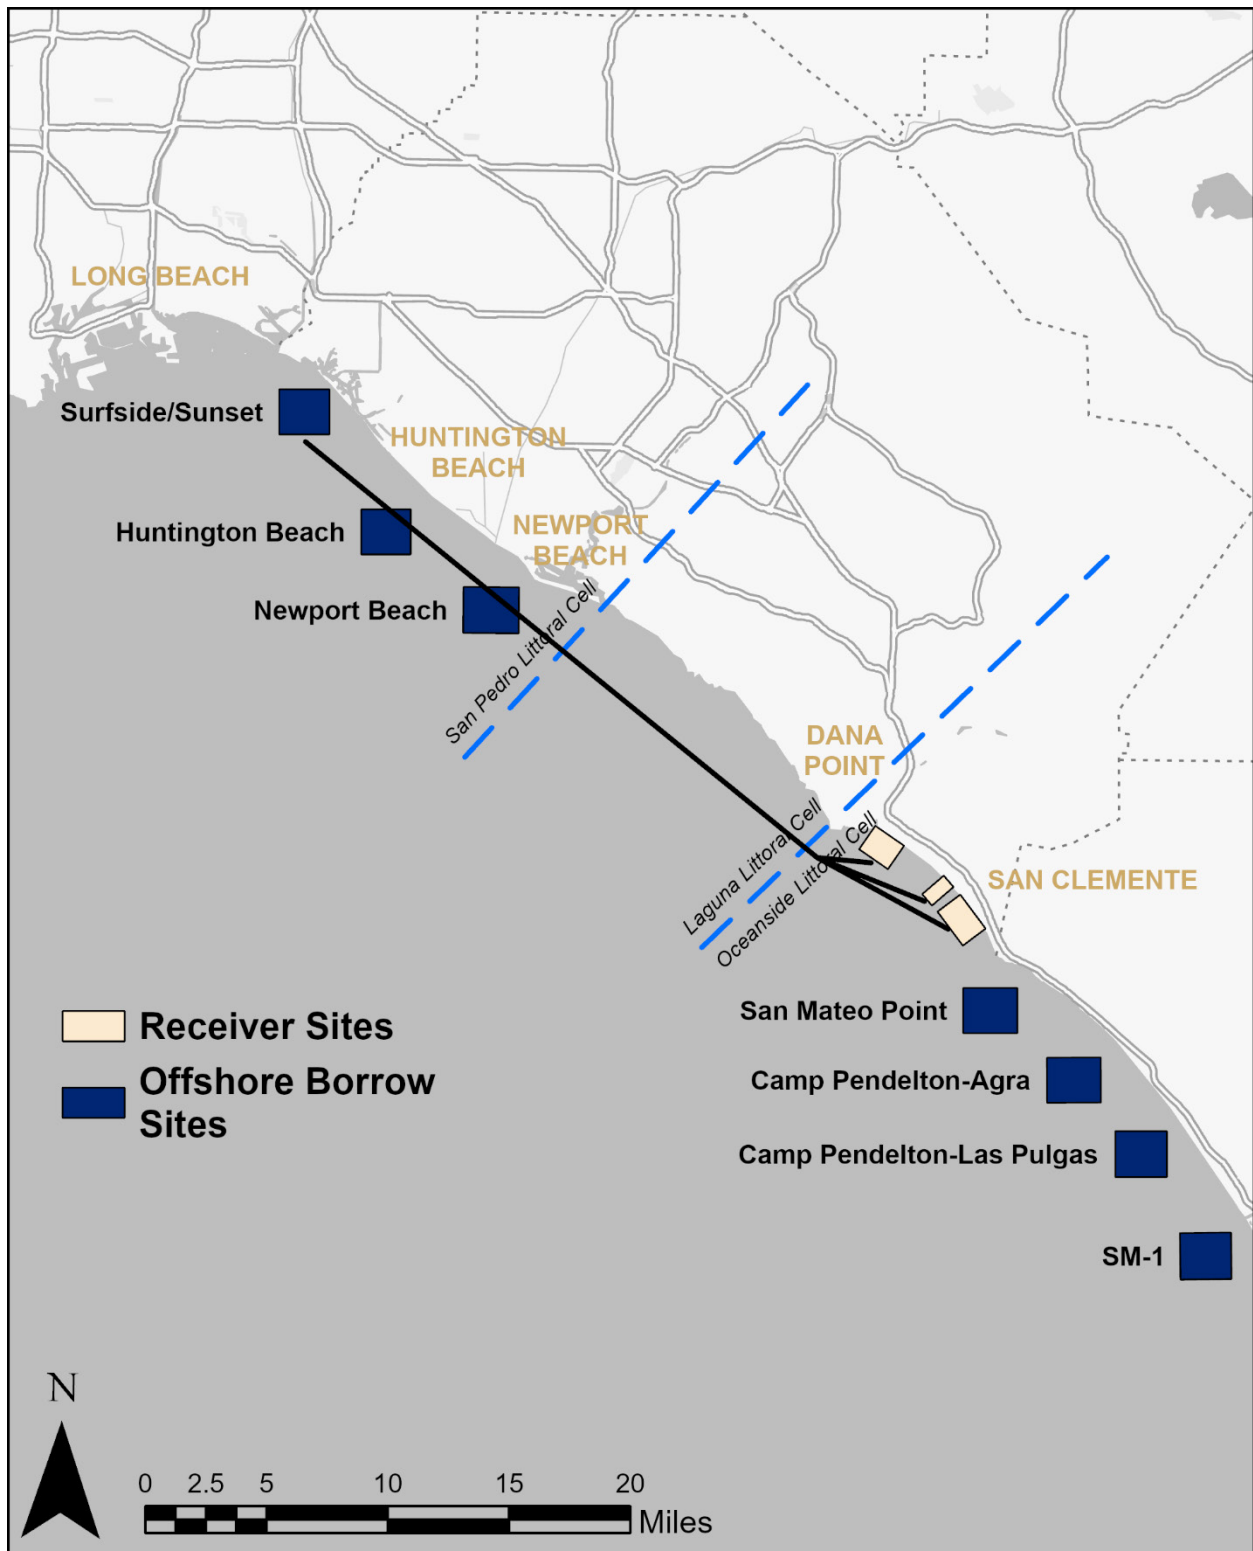 LONG BEACH
Surfside/Sunset
HUNTINGTON
BEACH
Huntington Beach
NEWPORT
BEACH
Newport Beach
San Pedro Littoral Cell
DANA
POINT
Laguna Littoral Cell
Oceanside Littoral Cell
SAN CLEMENTE
San Mateo Point
Receiver Sites
Offshore Borrow
Sites
Camp Pendelton-Agra
Camp Pendelton-Las Pulgas
SM-1
N
0 2.5 5 10 15 20
Miles